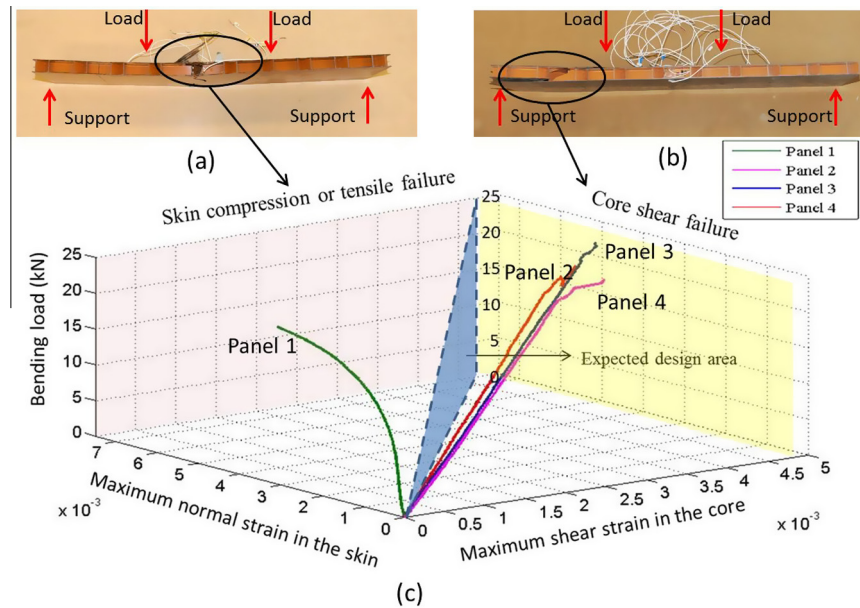 Load
Load
Support
Support
(a)
Load
Load
Support
Support
(b)
Panel 1
Panel 2
Panel 3
Panel 4
Skin compression or tensile failure
Core shear failure
25
20
15
10
5
0
Bending load (kN)
25
20
15
10
5
0
Panel 1
Panel 2
Panel 3
Panel 4
Expected design area
7
6
5
4
3
2
1
0
x 10⁻³
Maximum normal strain in the skin
0
0.5
1
1.5
2
2.5
3
3.5
4
4.5
5
x 10⁻³
Maximum shear strain in the core
(c)